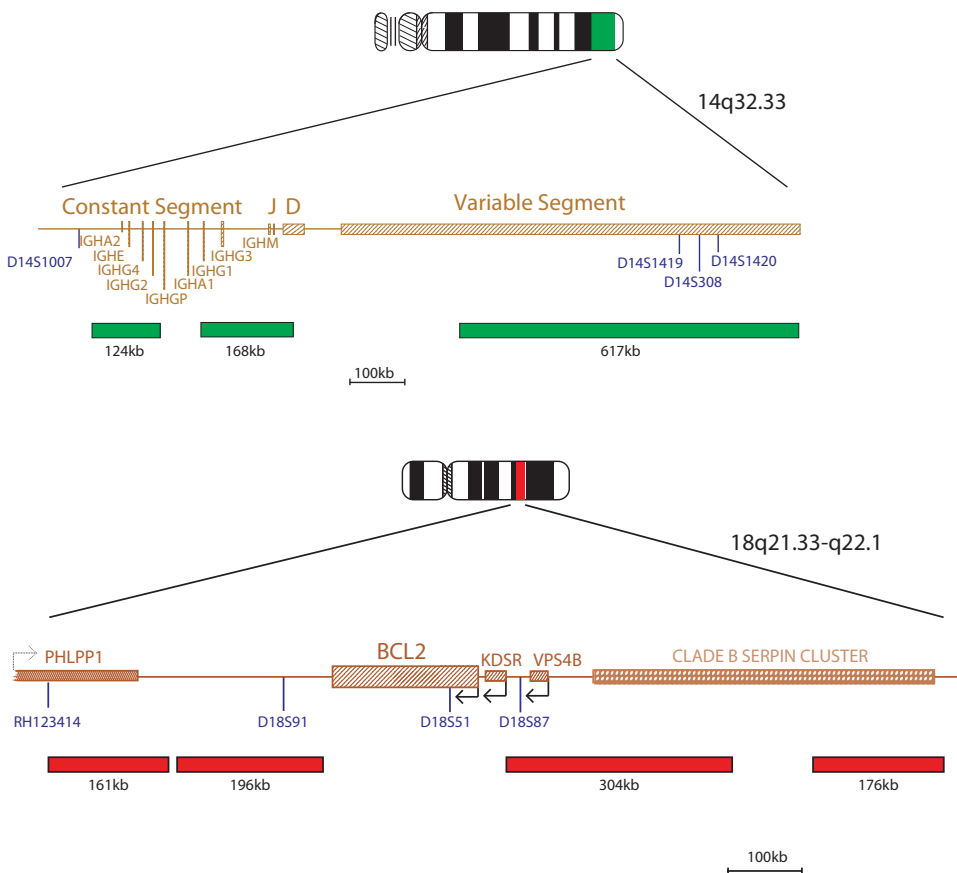 14q32.33
Constant Segment J D Variable Segment
IGHA2
IGHE
IGHG4
IGHG2
IGHGP
IGHA1
IGHG1
IGHG3
IGHM
D14S1007
D14S1419
D14S308
D14S1420
124kb 168kb 617kb
100kb
18q21.33-q22.1
PHLPP1 BCL2 KDSR VPS4B CLADE B SERPIN CLUSTER
RH123414 D18S91 D18S51 D18S87
161kb 196kb 304kb 176kb
100kb